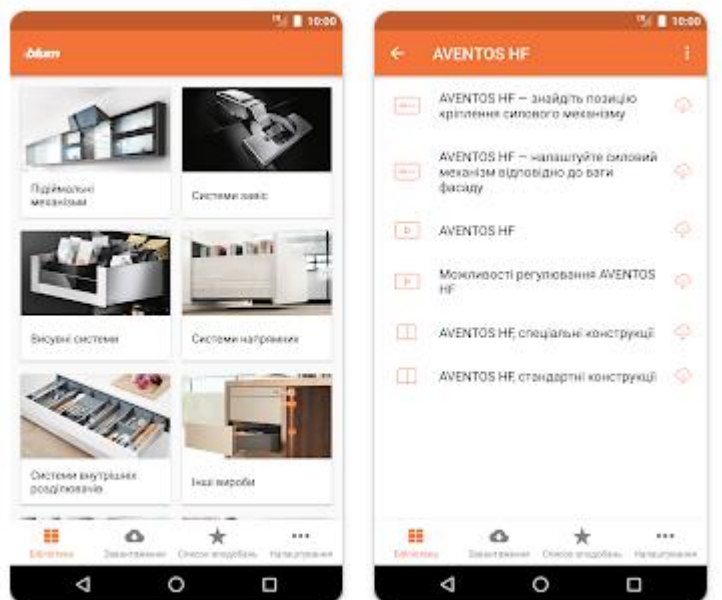 10:00
blum
Підіймальні
механізми
Системи завіс
Висувні системи
Системи напрямних
Системи внутрішніх
розділювачів
Інші вироби
Бібліотека
Завантаження
Список вподобань
Налаштування
10:00
AVENTOS HF
AVENTOS HF — знайдіть позицію
кріплення силового механізму
AVENTOS HF — налаштуйте силовий
механізм відповідно до ваги
фасаду
AVENTOS HF
Можливості регулювання AVENTOS
HF
AVENTOS HF, спеціальні конструкції
AVENTOS HF, стандартні конструкції
Бібліотека
Завантаження
Список вподобань
Налаштування